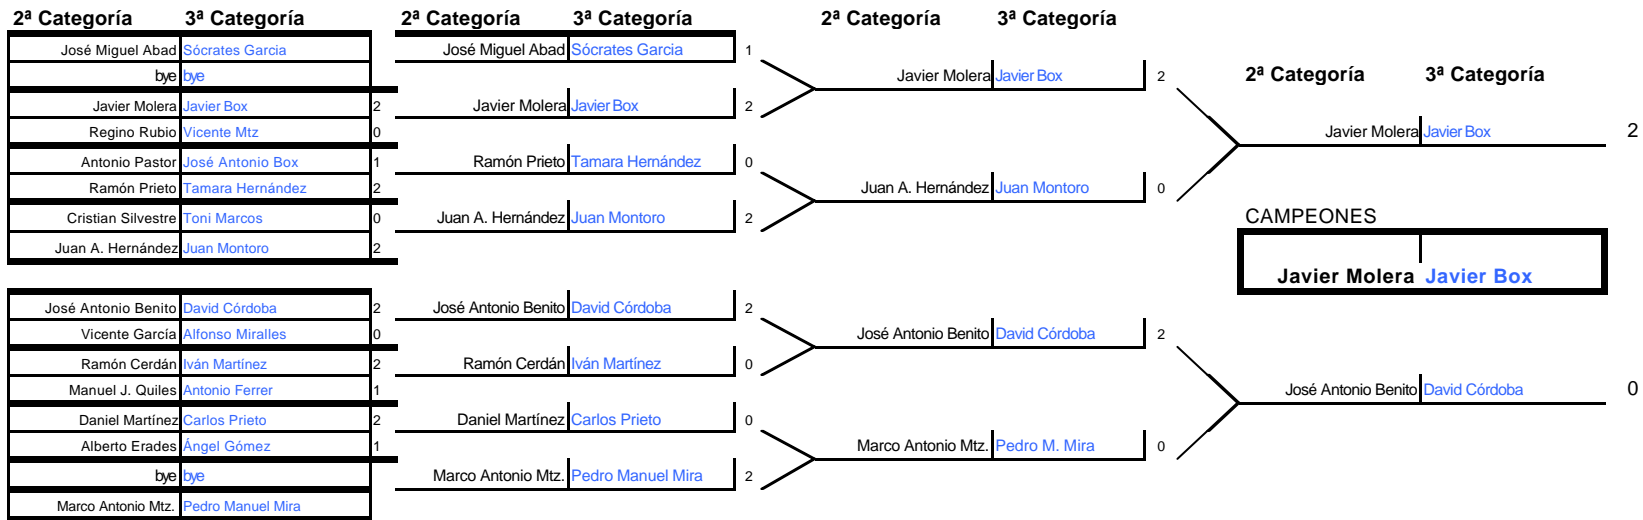 2ª Categoría 3ª Categoría
José Miguel Abad Sócrates Garcia
bye bye
Javier Molera Javier Box 2
Regino Rubio Vicente Mtz 0
Antonio Pastor José Antonio Box 1
Ramón Prieto Tamara Hernández 2
Cristian Silvestre Toni Marcos 0
Juan A. Hernández Juan Montoro 2
José Antonio Benito David Córdoba 2
Vicente García Alfonso Miralles 0
Ramón Cerdán Iván Martínez 2
Manuel J. Quiles Antonio Ferrer 1
Daniel Martínez Carlos Prieto 2
Alberto Erades Ángel Gómez 1
bye bye
Marco Antonio Mtz. Pedro Manuel Mira
2ª Categoría 3ª Categoría
José Miguel Abad Sócrates Garcia 1
Javier Molera Javier Box 2
Ramón Prieto Tamara Hernández 0
Juan A. Hernández Juan Montoro 2
José Antonio Benito David Córdoba 2
Ramón Cerdán Iván Martínez 0
Daniel Martínez Carlos Prieto 0
Marco Antonio Mtz. Pedro Manuel Mira 2
2ª Categoría 3ª Categoría
Javier Molera Javier Box 2
Juan A. Hernández Juan Montoro 0
José Antonio Benito David Córdoba 2
Marco Antonio Mtz. Pedro M. Mira 0
2ª Categoría 3ª Categoría
Javier Molera Javier Box 2
CAMPEONES
Javier Molera Javier Box
José Antonio Benito David Córdoba 0